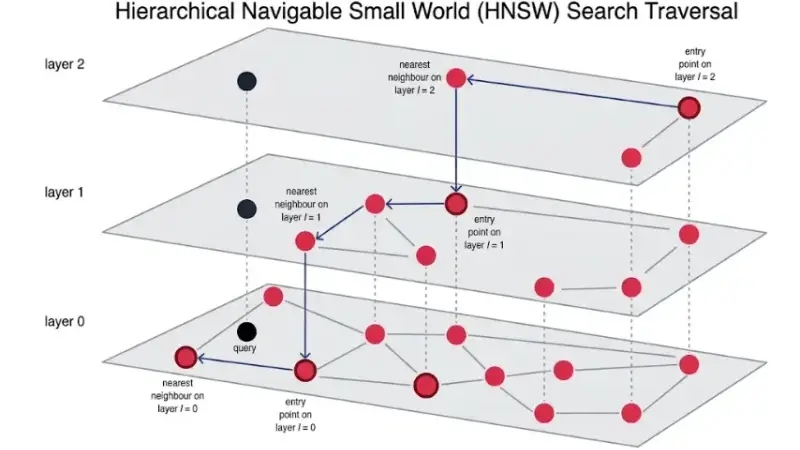 Hierarchical Navigable Small World (HNSW) Search Traversal
layer 2
nearest
neighbour on
layer l = 2
entry
point on
layer l = 2
layer 1
nearest
neighbour on
layer l = 1
entry
point on
layer l = 1
layer 0
query
nearest
neighbour on
layer l = 0
entry
point on
layer l = 0